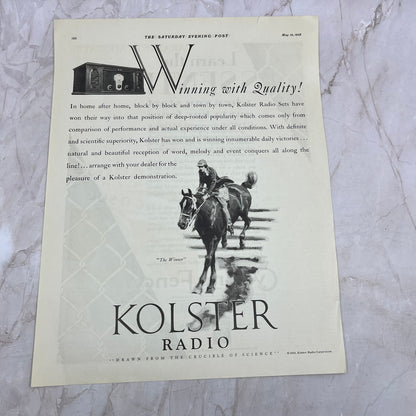 THE SATURDAY EVENING POST
Winning with Quality!
In home after home, block by block and town by town, Kolster Radio Sets have
won their way into that position of deep-rooted popularity which comes only from
comparison of performance and actual experience under all conditions. With definite
and scientific superiority, Kolster has won and is winning innumerable daily victories...
natural and beautiful reception of word, melody and event conquers all along the
line!... arrange with your dealer for the
pleasure of a Kolster demonstration.
"The Winner"
KOLSTER
RADIO
"DRAWN FROM THE CRUCIBLE OF SCIENCE"
Kolster Radio Corporation